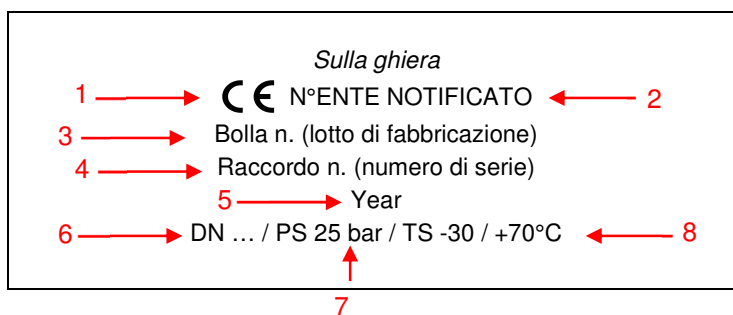 Sulla ghiera
1 CE N°ENTE NOTIFICATO 2
3 Bolla n. (lotto di fabbricazione)
4 Raccordo n. (numero di serie)
5 Year
6 DN … / PS 25 bar / TS -30 / +70°C 8
7